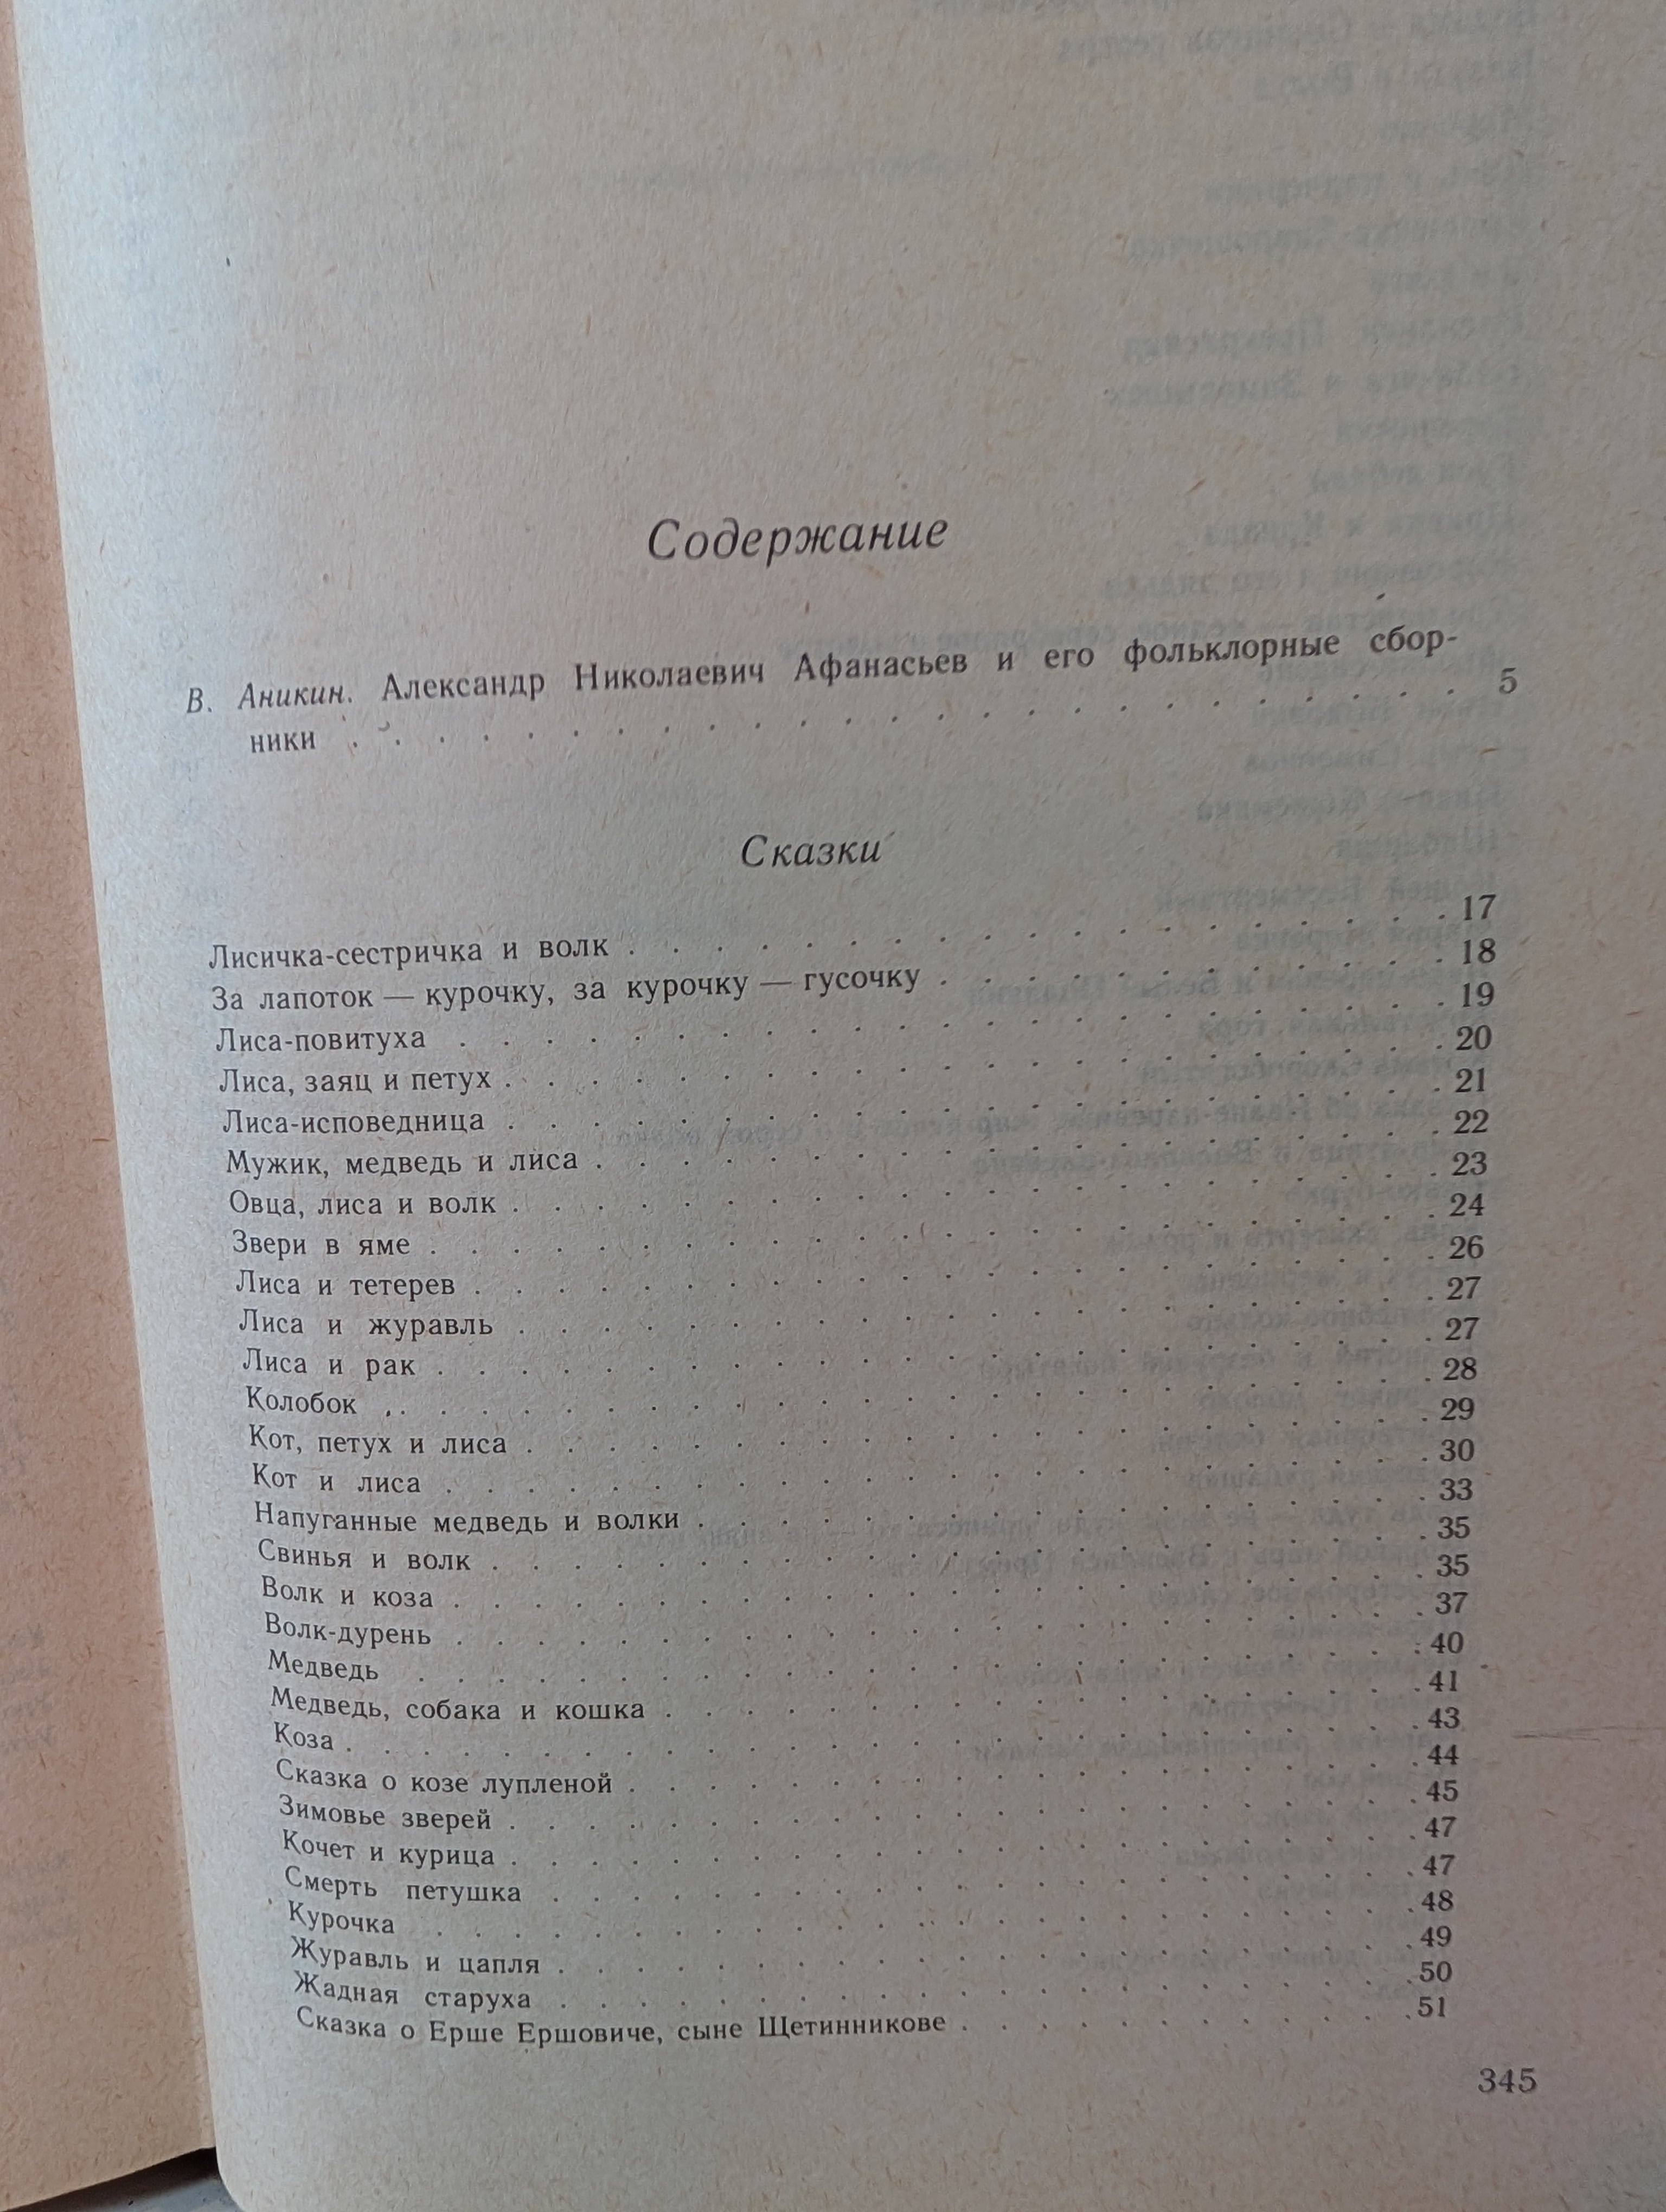 Содержание
В. Аникин. Александр Николаевич Афанасьев и его фольклорные сбор-
ники . . . . . . . . . . . . . . . . . . 5
Сказки
Лисичка-сестричка и волк . . . . . . . . . . 17
За лапоток — курочку, за курочку — гусочку . . . . . . . . . . 18
Лиса-повитуха . . . . . . . . . . 19
Лиса, заяц и петух . . . . . . . . . . 20
Лиса-исповедница . . . . . . . . . . 21
Мужик, медведь и лиса . . . . . . . . . . 22
Овца, лиса и волк . . . . . . . . . . 23
Звери в яме . . . . . . . . . . 24
Лиса и тетерев . . . . . . . . . . 26
Лиса и журавль . . . . . . . . . . 27
Лиса и рак . . . . . . . . . . 27
Колобок . . . . . . . . . . 28
Кот, петух и лиса . . . . . . . . . . 29
Кот и лиса . . . . . . . . . . 30
Напуганные медведь и волки . . . . . . . . . . 33
Свинья и волк . . . . . . . . . . 35
Волк и коза . . . . . . . . . . 35
Волк-дурень . . . . . . . . . . 37
Медведь . . . . . . . . . . 40
Медведь, собака и кошка . . . . . . . . . . 41
Коза . . . . . . . . . . 43
Сказка о козе лупленой . . . . . . . . . . 44
Зимовье зверей . . . . . . . . . . 45
Кочет и курица . . . . . . . . . . 47
Смерть петушка . . . . . . . . . . 47
Курочка . . . . . . . . . . 48
Журавль и цапля . . . . . . . . . . 49
Жадная старуха . . . . . . . . . . 50
Сказка о Ерше Ершовиче, сыне Щетинникове . . . . . . . . . . 51
345